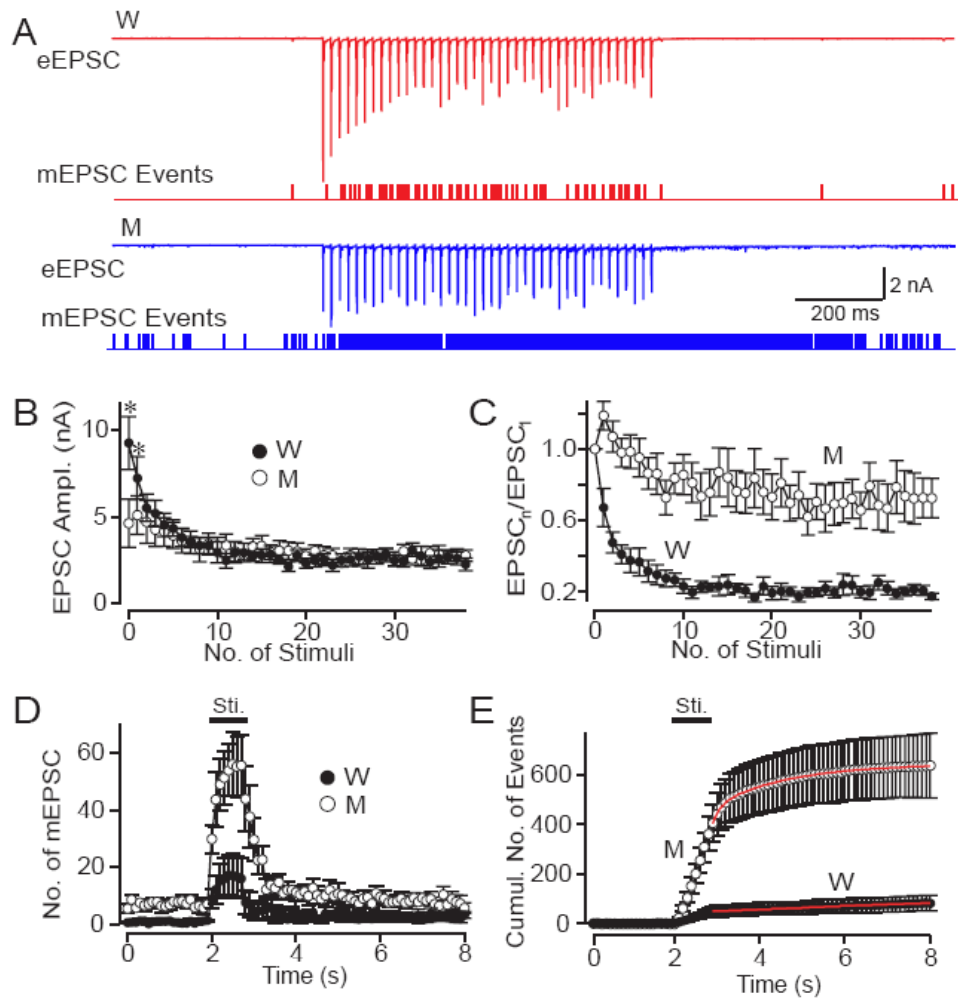 A
W
eEPSC
mEPSC Events
M
eEPSC
2 nA
mEPSC Events
200 ms
B
EPSC Ampl. (nA)
10
5
0
* *
W
M
0 10 20 30
No. of Stimuli
C
EPSCn/EPSC1
1.0
0.6
0.2
M
W
0 10 20 30
No. of Stimuli
D
Sti.
No. of mEPSC
60
40
20
0
W
M
0 2 4 6 8
Time (s)
E
Sti.
Cumul. No. of Events
600
400
200
0
M
W
0 2 4 6 8
Time (s)